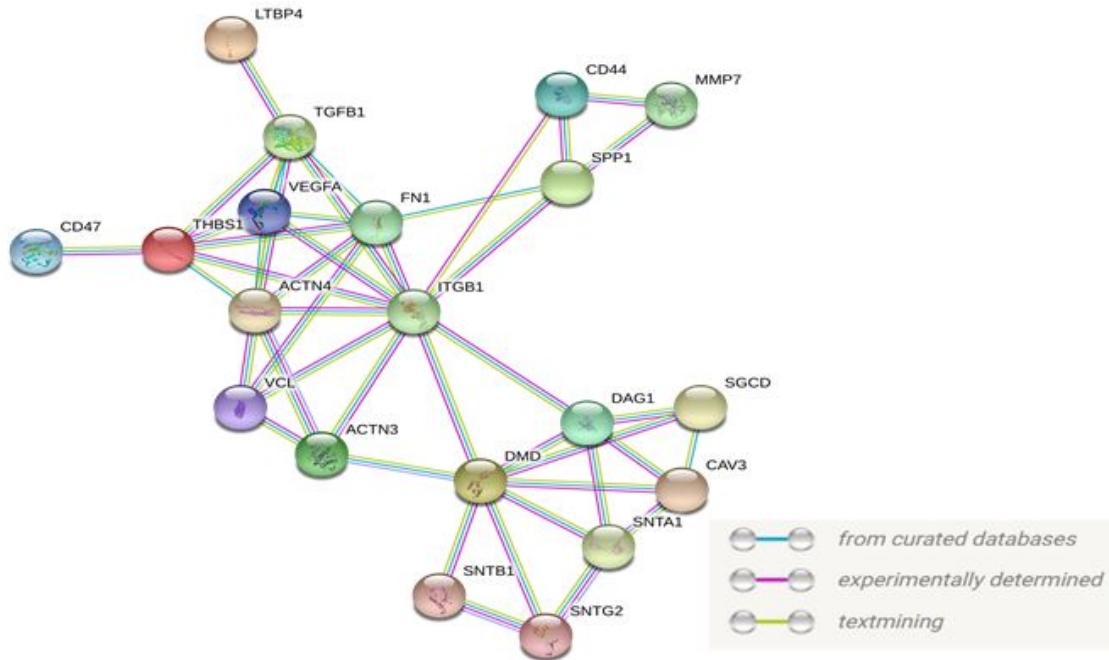 LTBP4
CD44
MMP7
TGFB1
SPP1
VEGFA
FN1
CD47
THBS1
ACTN4
ITGB1
VCL
DAG1
SGCD
ACTN3
DMD
CAV3
SNTA1
from curated databases
SNTB1
experimentally determined
SNTG2
textmining